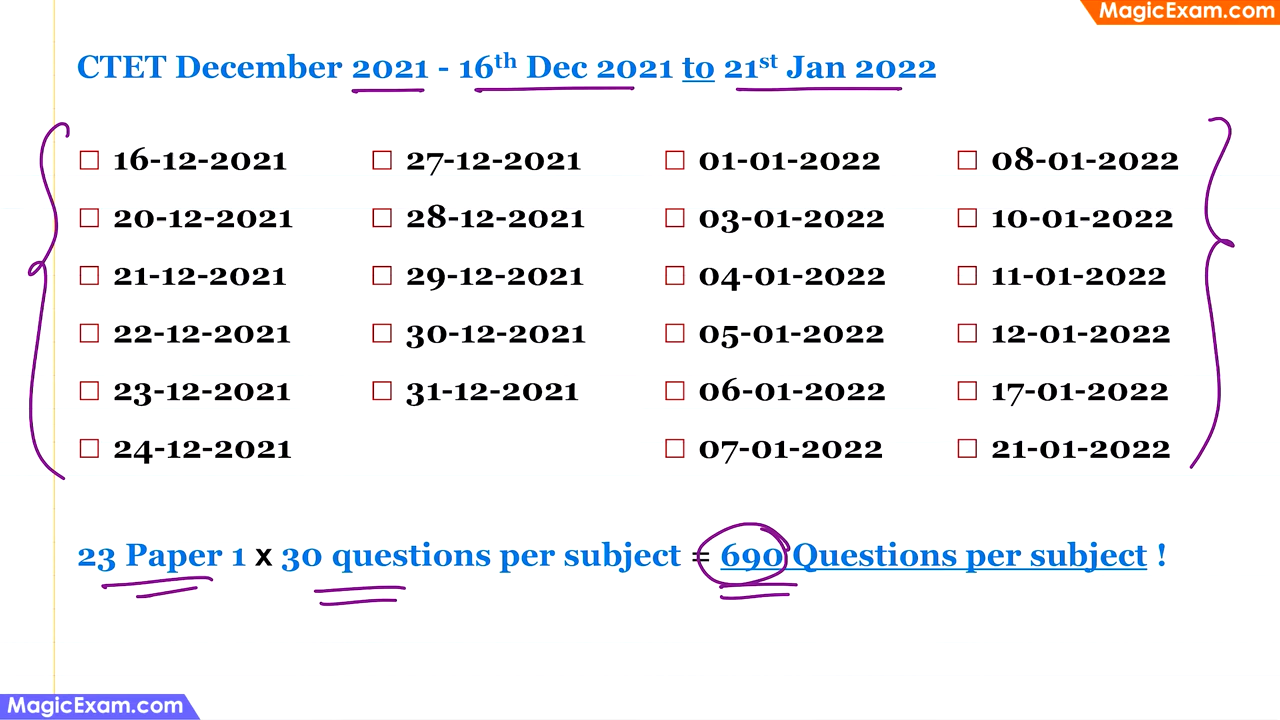 MagicExam.com
CTET December 2021 - 16th Dec 2021 to 21st Jan 2022
☐ 16-12-2021 ☐ 27-12-2021 ☐ 01-01-2022 ☐ 08-01-2022
☐ 20-12-2021 ☐ 28-12-2021 ☐ 03-01-2022 ☐ 10-01-2022
☐ 21-12-2021 ☐ 29-12-2021 ☐ 04-01-2022 ☐ 11-01-2022
☐ 22-12-2021 ☐ 30-12-2021 ☐ 05-01-2022 ☐ 12-01-2022
☐ 23-12-2021 ☐ 31-12-2021 ☐ 06-01-2022 ☐ 17-01-2022
☐ 24-12-2021 ☐ 07-01-2022 ☐ 21-01-2022
23 Paper 1 x 30 questions per subject = 690 Questions per subject !
MagicExam.com